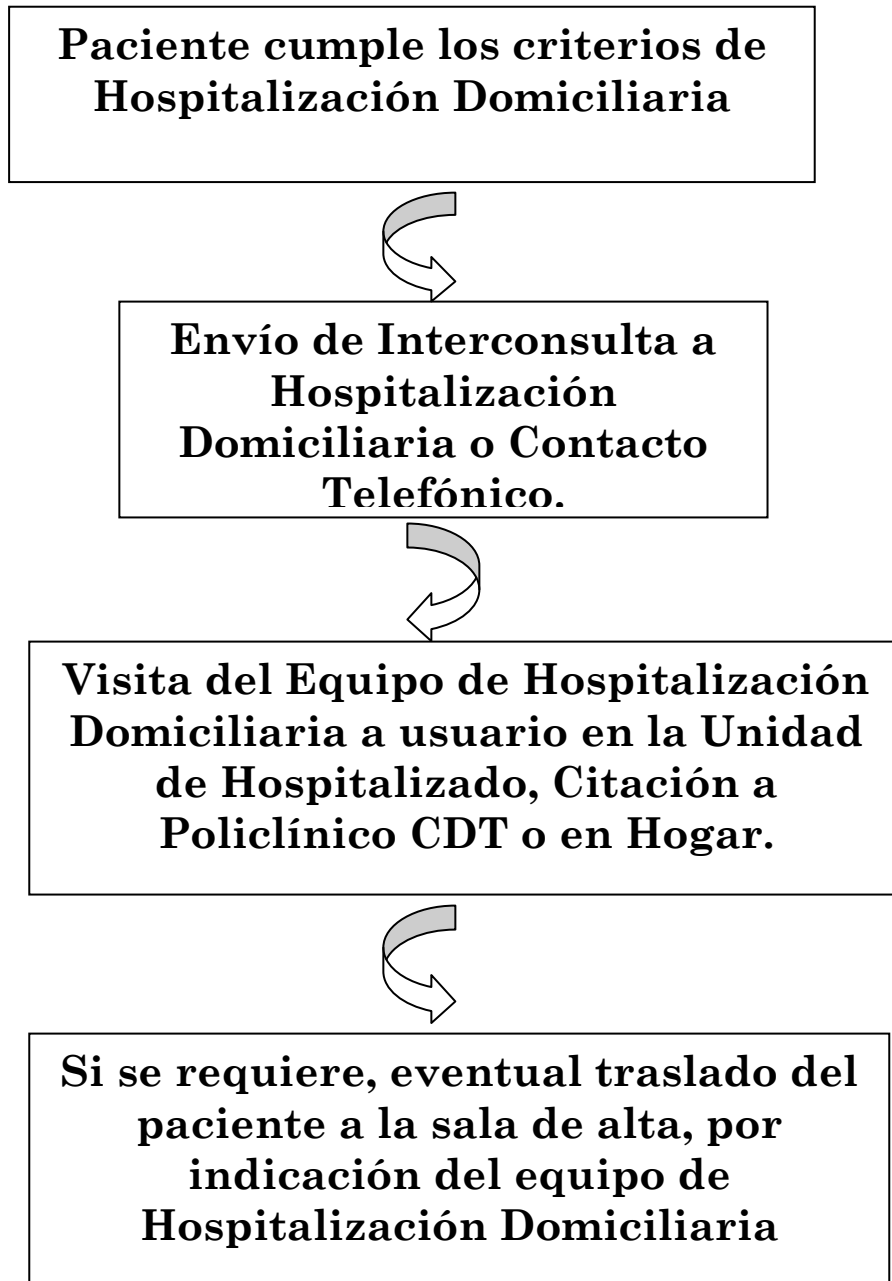 Paciente cumple los criterios de
Hospitalización Domiciliaria
Envío de Interconsulta a
Hospitalización
Domiciliaria o Contacto
Telefónico.
Visita del Equipo de Hospitalización
Domiciliaria a usuario en la Unidad
de Hospitalizado, Citación a
Policlínico CDT o en Hogar.
Si se requiere, eventual traslado del
paciente a la sala de alta, por
indicación del equipo de
Hospitalización Domiciliaria